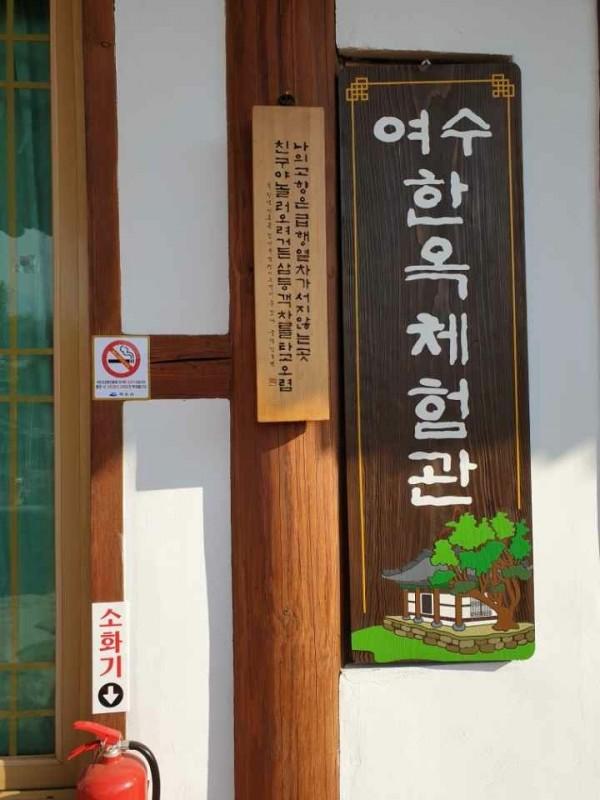 여수
한옥체험관
나의 고향은 급행열차가 서지 않는 곳
친구야 놀러 오려거든 삼등객차를 타고 오렴
소화기